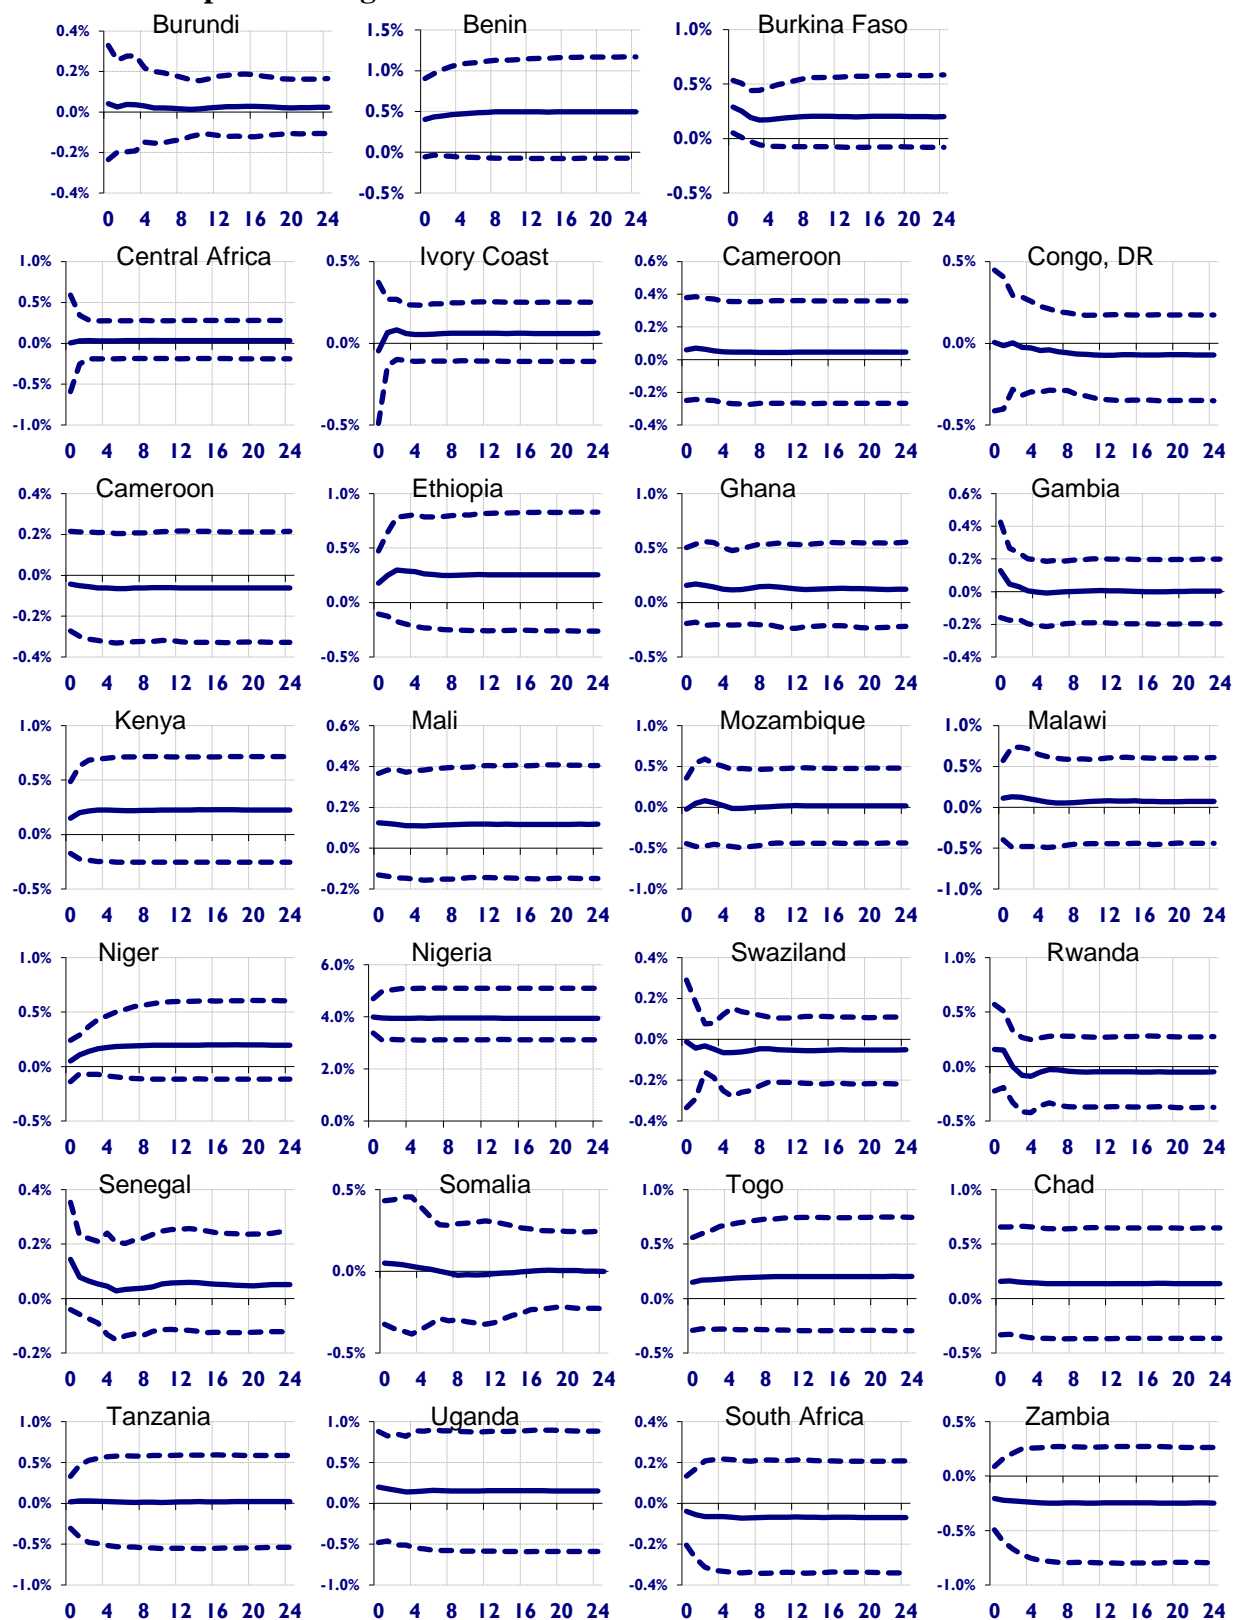 Burundi Benin Burkina Faso
0.4% 1.5% 1.0%
0.2% 1.0% 0.5%
0.0% 0.5% 0.0%
-0.2% 0.0% -0.5%
-0.4% -0.5%
0 4 8 12 16 20 24 0 4 8 12 16 20 24 0 4 8 12 16 20 24
Central Africa Ivory Coast Cameroon Congo, DR
1.0% 0.5% 0.6% 0.5%
0.5% 0.0% 0.4% 0.0%
0.0% -0.5% 0.2% -0.5%
-0.5% 0.0%
-1.0% -0.2%
-0.4%
0 4 8 12 16 20 24 0 4 8 12 16 20 24 0 4 8 12 16 20 24 0 4 8 12 16 20 24
Cameroon Ethiopia Ghana Gambia
0.4% 1.0% 1.0% 0.6%
0.2% 0.5% 0.5% 0.4%
0.0% 0.0% 0.0% 0.2%
-0.2% -0.5% -0.5% 0.0%
-0.4% -0.2%
-0.4%
0 4 8 12 16 20 24 0 4 8 12 16 20 24 0 4 8 12 16 20 24 0 4 8 12 16 20 24
Kenya Mali Mozambique Malawi
1.0% 0.6% 1.0% 1.0%
0.5% 0.4% 0.5% 0.5%
0.0% 0.2% 0.0% 0.0%
-0.5% 0.0% -0.5% -0.5%
-0.2% -1.0% -1.0%
0 4 8 12 16 20 24 0 4 8 12 16 20 24 0 4 8 12 16 20 24 0 4 8 12 16 20 24
Niger Nigeria Swaziland Rwanda
1.0% 6.0% 0.4% 1.0%
0.5% 4.0% 0.2% 0.5%
0.0% 2.0% 0.0% 0.0%
-0.5% 0.0% -0.2% -0.5%
-0.4%
0 4 8 12 16 20 24 0 4 8 12 16 20 24 0 4 8 12 16 20 24 0 4 8 12 16 20 24
Senegal Somalia Togo Chad
0.4% 0.5% 1.0% 1.0%
0.2% 0.0% 0.5% 0.5%
0.0% -0.5% 0.0% 0.0%
-0.2% -0.5% -0.5%
0 4 8 12 16 20 24 0 4 8 12 16 20 24 0 4 8 12 16 20 24 0 4 8 12 16 20 24
Tanzania Uganda South Africa Zambia
1.0% 1.0% 0.4% 0.5%
0.5% 0.5% 0.2% 0.0%
0.0% 0.0% 0.0% -0.5%
-0.5% -0.5% -0.2% -1.0%
-1.0% -1.0% -0.4%
0 4 8 12 16 20 24 0 4 8 12 16 20 24 0 4 8 12 16 20 24 0 4 8 12 16 20 24